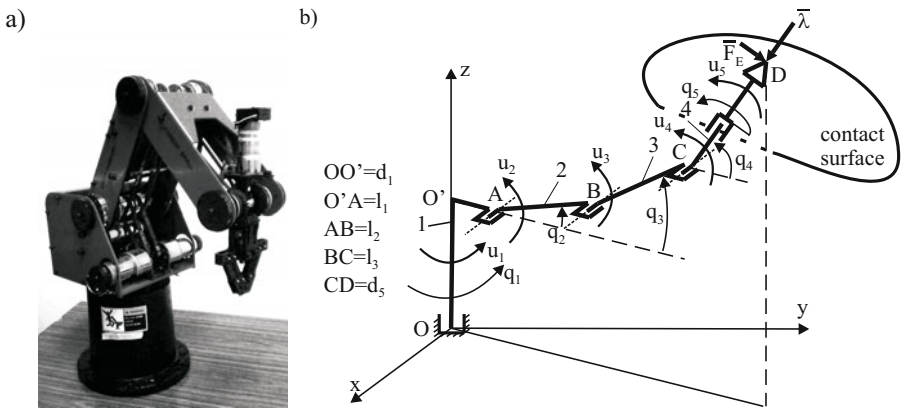 a)
b)
OO'=d₁
O'A=l₁
AB=l₂
BC=l₃
CD=d₅
z
O'
1
A
u₂
2
B
u₃
3
C
q₂
q₃
u₁
q₁
O
x
y
u₄
4
q₄
q₅
u₅
F̅_E
λ̅
D
contact
surface